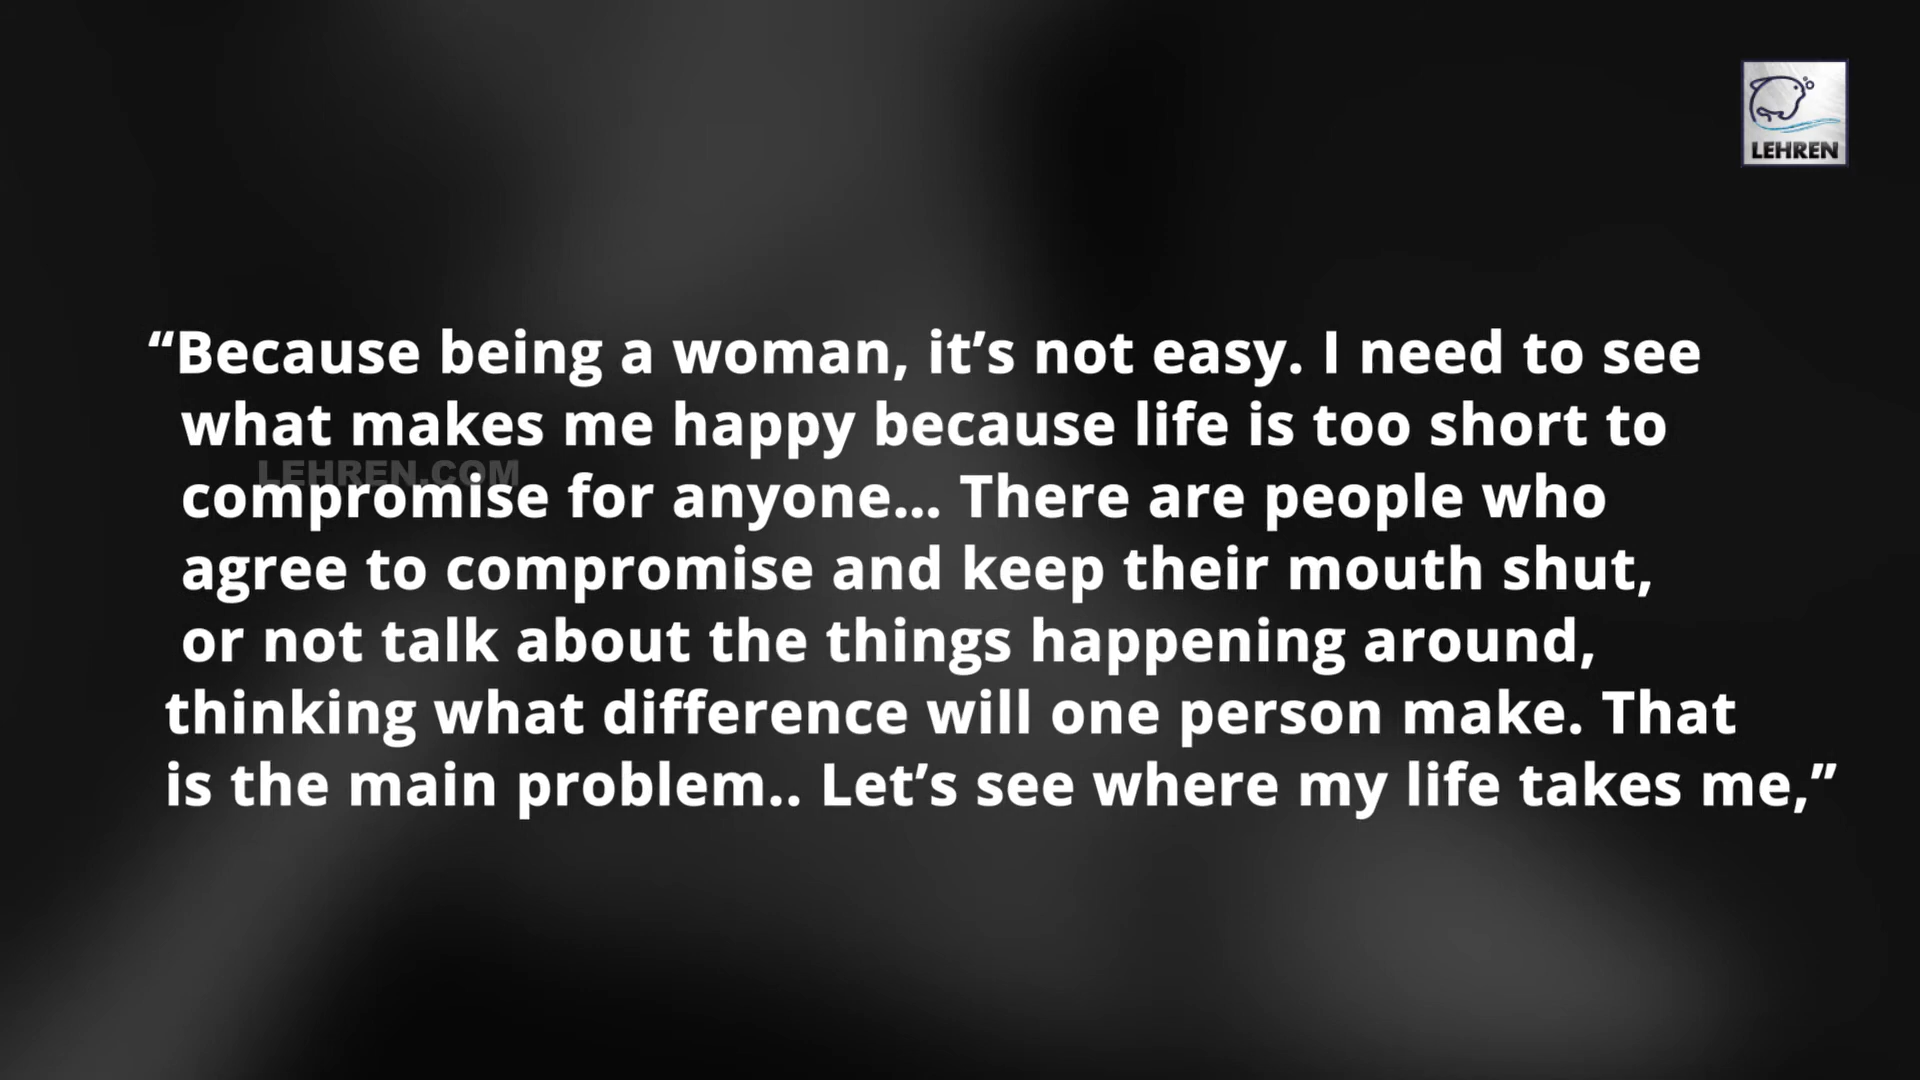 LEHREN
“Because being a woman, it’s not easy. I need to see
what makes me happy because life is too short to
LEHREN.COM
compromise for anyone... There are people who
agree to compromise and keep their mouth shut,
or not talk about the things happening around,
thinking what difference will one person make. That
is the main problem.. Let’s see where my life takes me,”